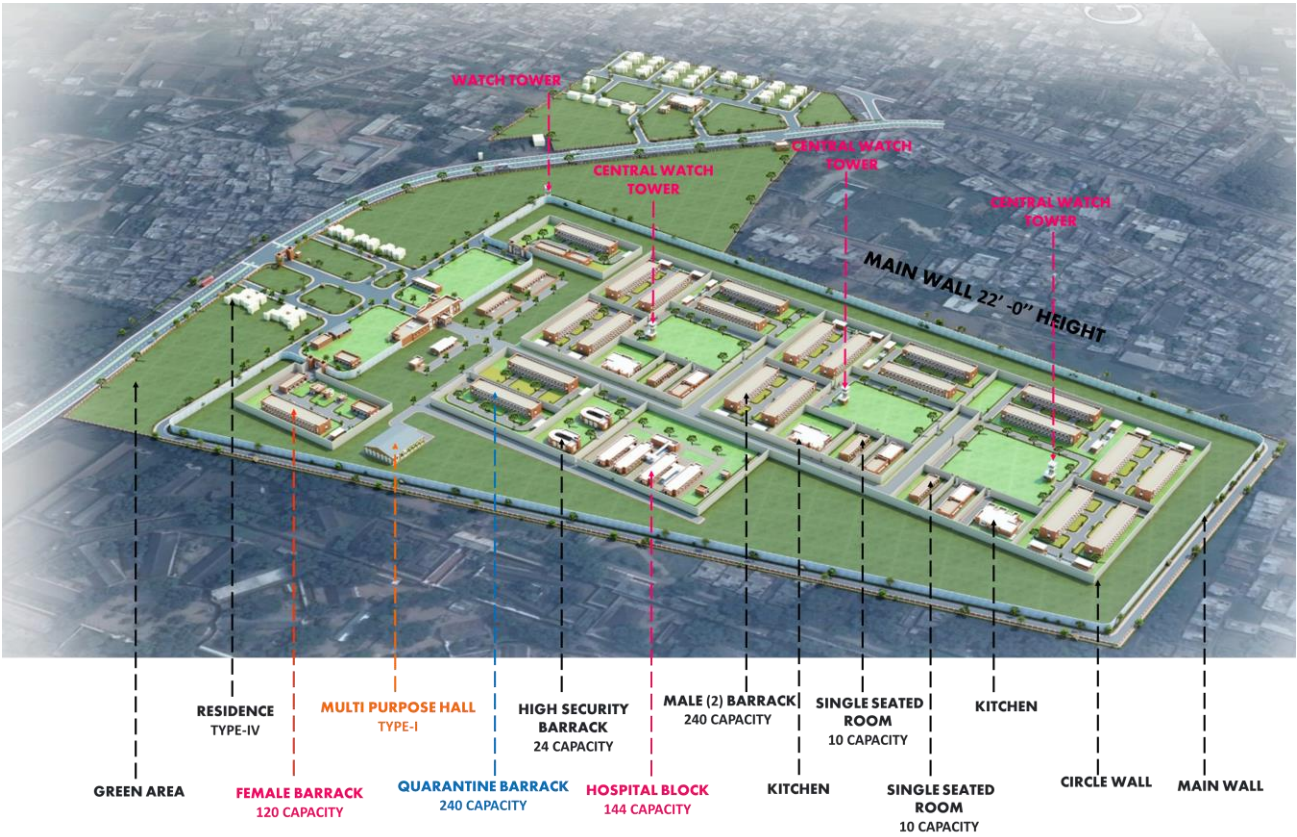 WATCH TOWER
CENTRAL WATCH
TOWER
CENTRAL WATCH
TOWER
CENTRAL WATCH
TOWER
MAIN WALL 22' -0" HEIGHT
RESIDENCE
TYPE-IV
MULTI PURPOSE HALL
TYPE-I
HIGH SECURITY
BARRACK
24 CAPACITY
MALE (2) BARRACK
240 CAPACITY
SINGLE SEATED
ROOM
10 CAPACITY
KITCHEN
GREEN AREA
FEMALE BARRACK
120 CAPACITY
QUARANTINE BARRACK
240 CAPACITY
HOSPITAL BLOCK
144 CAPACITY
KITCHEN
SINGLE SEATED
ROOM
10 CAPACITY
CIRCLE WALL
MAIN WALL